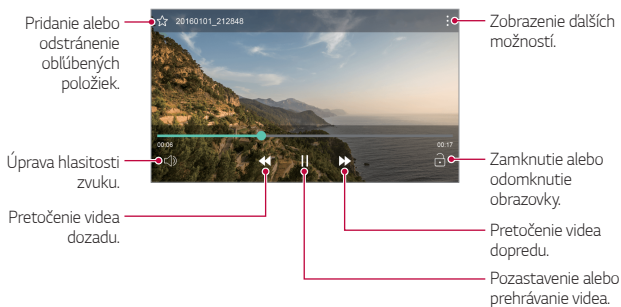 Pridanie alebo
odstránenie
obľúbených
položiek.
20160101_212848
Zobrazenie ďalších
možností.
00:06
00:17
Úprava hlasitosti
zvuku.
Zamknutie alebo
odomknutie
obrazovky.
Pretočenie videa
dozadu.
Pretočenie videa
dopredu.
Pozastavenie alebo
prehrávanie videa.